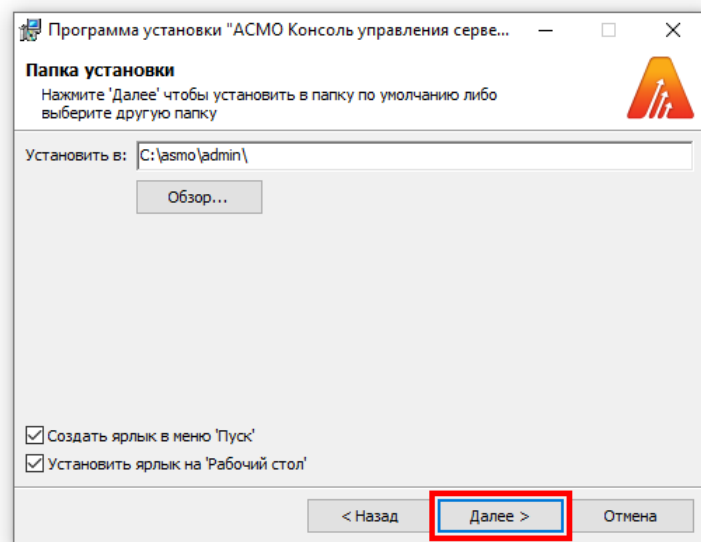 Программа установки "АСМО Консоль управления серве...
Папка установки
Нажмите 'Далее' чтобы установить в папку по умолчанию либо
выберите другую папку
Установить в: C:\asmo\admin\
Обзор...
Создать ярлык в меню 'Пуск'
Установить ярлык на 'Рабочий стол'
< Назад Далее > Отмена